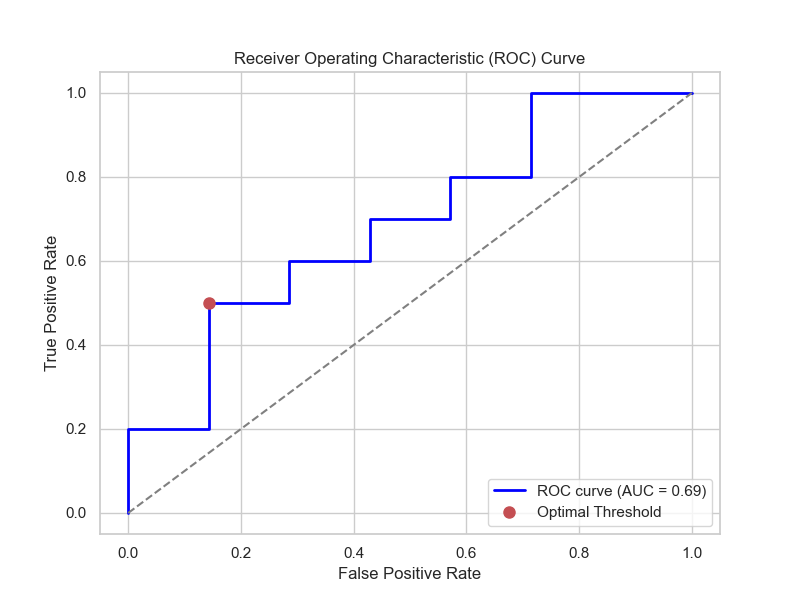 Receiver Operating Characteristic (ROC) Curve
1.0
0.8
0.6
0.4
0.2
0.0
True Positive Rate
ROC curve (AUC = 0.69)
Optimal Threshold
0.0 0.2 0.4 0.6 0.8 1.0
False Positive Rate